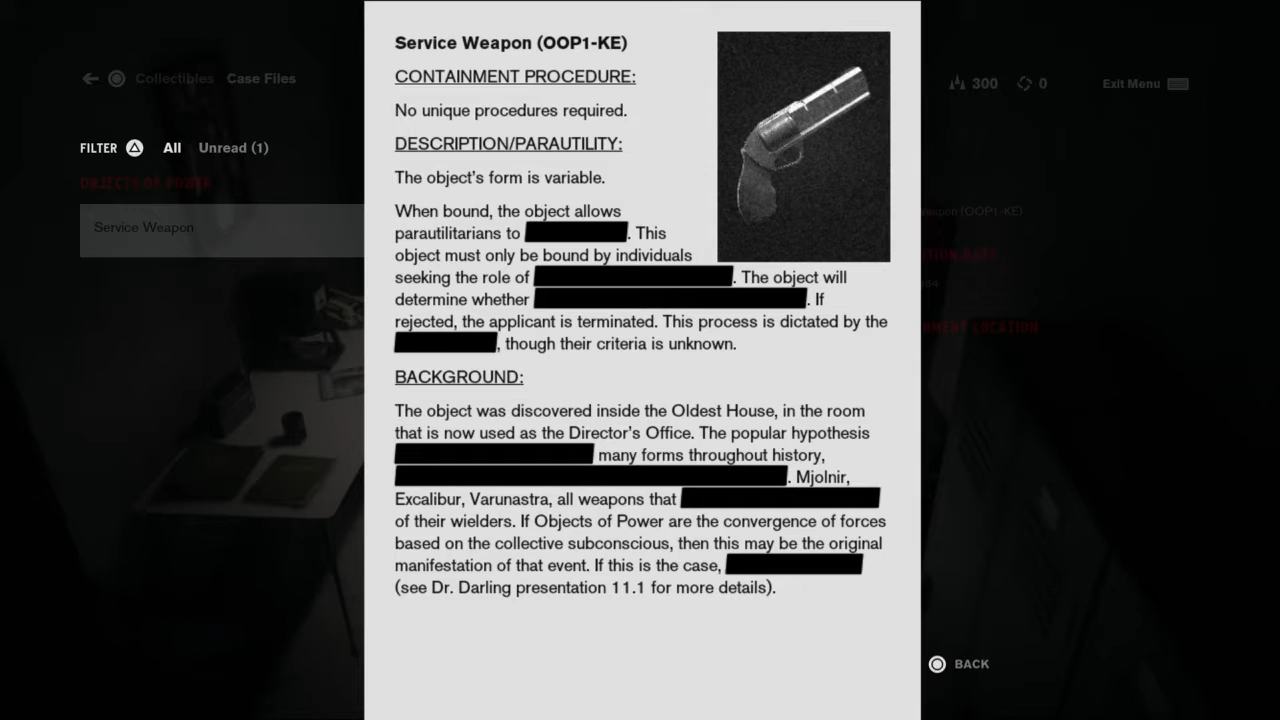 Collectibles Case Files
300 0 Exit Menu
FILTER All Unread (1)
OBJECTS OF POWER
Service Weapon
Service Weapon (OOP1-KE)
CONTAINMENT PROCEDURE:
No unique procedures required.
DESCRIPTION/PARAUTILITY:
The object's form is variable.
When bound, the object allows
parautilitarians to . This
object must only be bound by individuals
seeking the role of . The object will
determine whether . If
rejected, the applicant is terminated. This process is dictated by the
, though their criteria is unknown.
BACKGROUND:
The object was discovered inside the Oldest House, in the room
that is now used as the Director's Office. The popular hypothesis
many forms throughout history,
. Mjolnir,
Excalibur, Varunastra, all weapons that
of their wielders. If Objects of Power are the convergence of forces
based on the collective subconscious, then this may be the original
manifestation of that event. If this is the case,
(see Dr. Darling presentation 11.1 for more details).
(OOP1-KE)
LOCATION
BACK